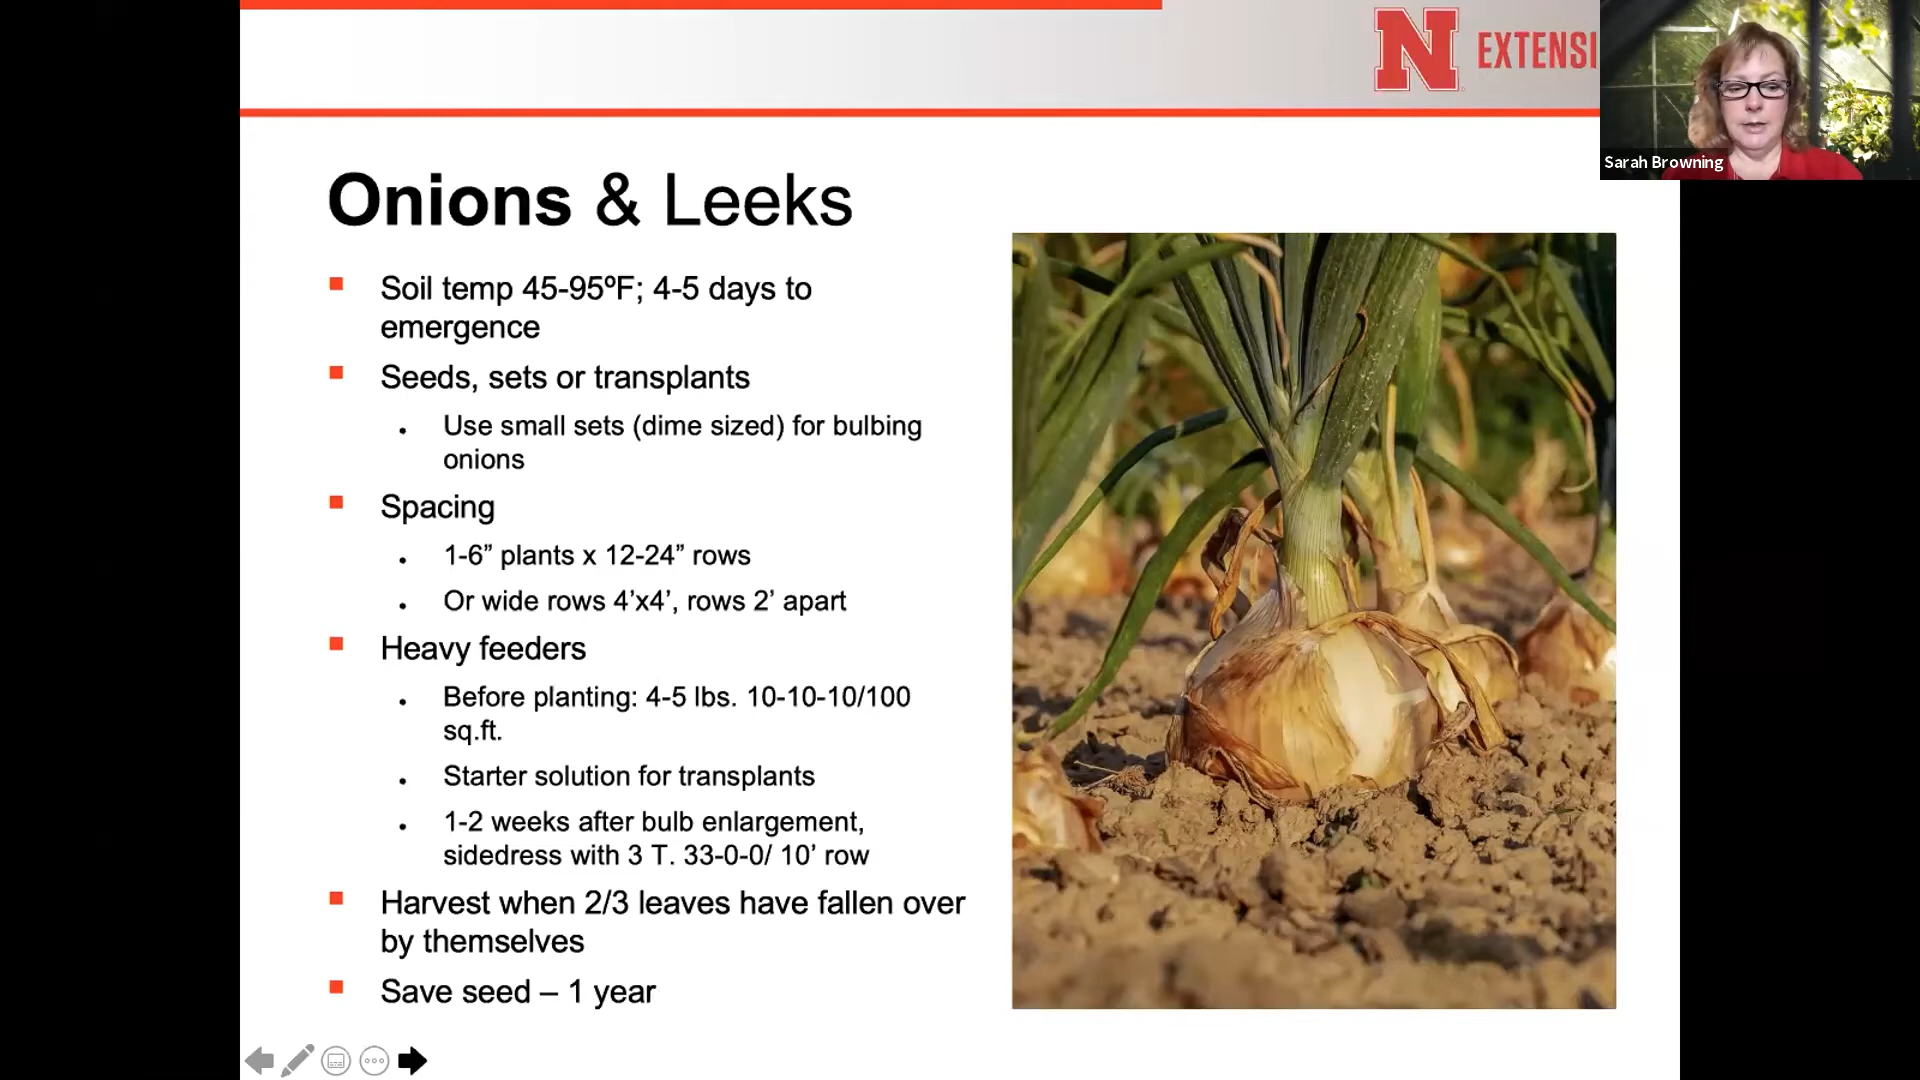 N EXTENSI
Sarah Browning
Onions & Leeks
Soil temp 45-95ºF; 4-5 days to
emergence
Seeds, sets or transplants
Use small sets (dime sized) for bulbing
onions
Spacing
1-6” plants x 12-24” rows
Or wide rows 4’x4’, rows 2’ apart
Heavy feeders
Before planting: 4-5 lbs. 10-10-10/100
sq.ft.
Starter solution for transplants
1-2 weeks after bulb enlargement,
sidedress with 3 T. 33-0-0/ 10’ row
Harvest when 2/3 leaves have fallen over
by themselves
Save seed – 1 year